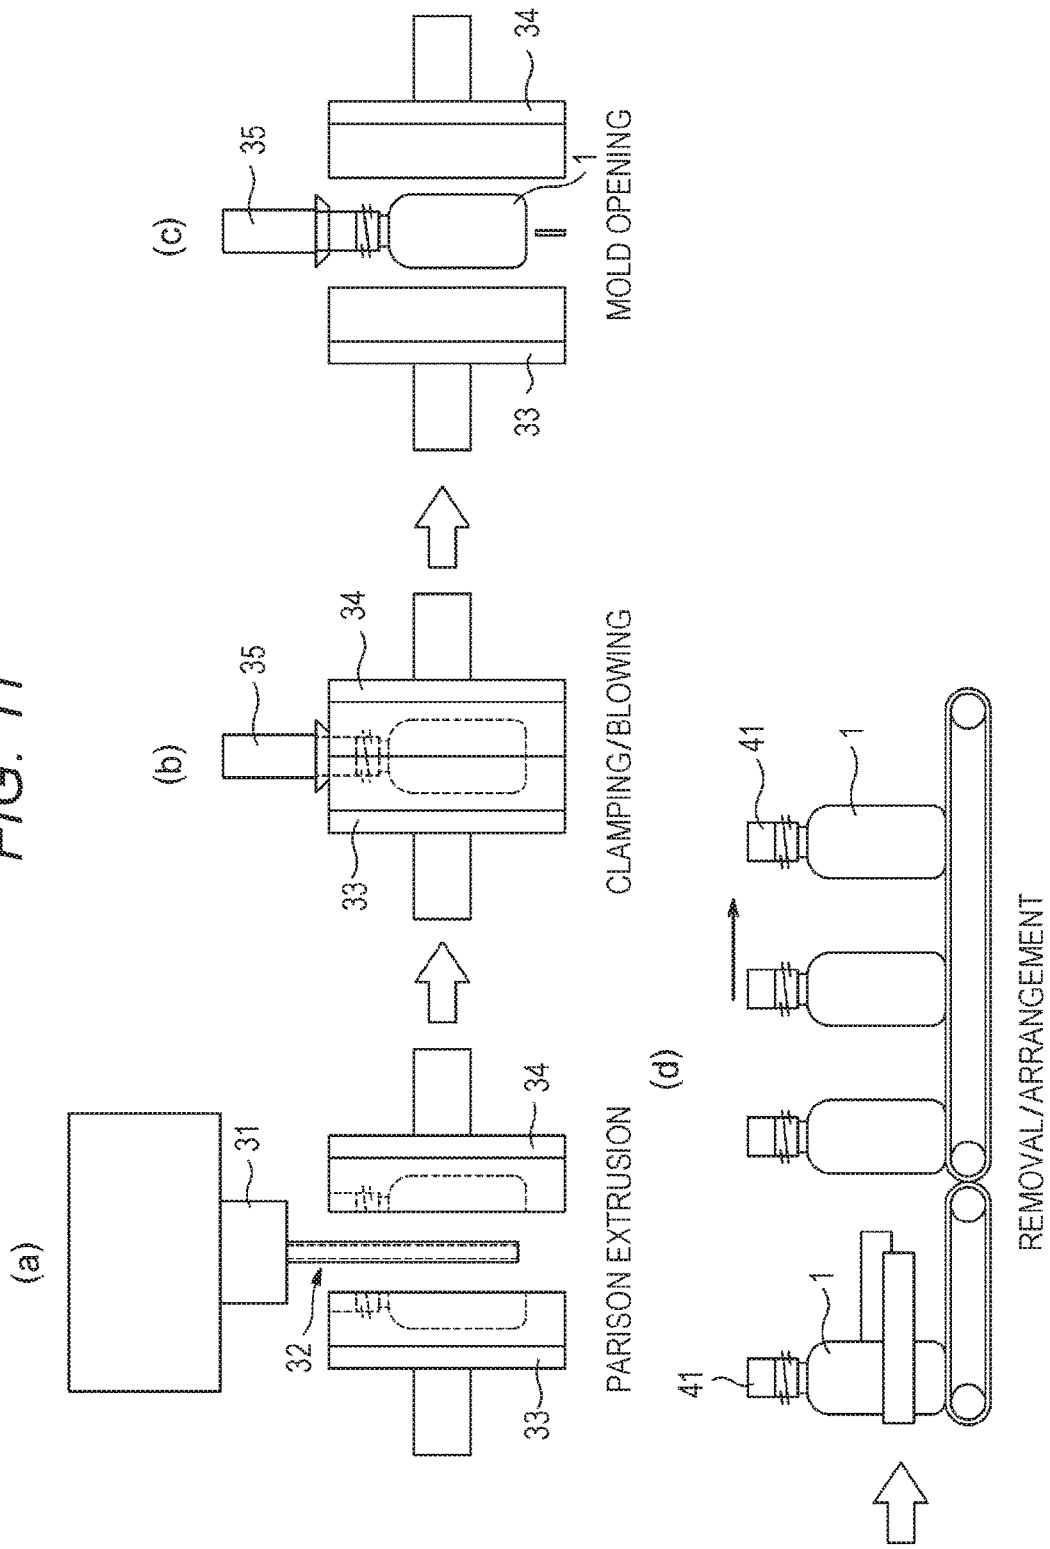 FIG. 11
(a)
31
32
33
34
PARISON EXTRUSION
(b)
35
33
34
CLAMPING/BLOWING
(c)
35
33
34
1
MOLD OPENING
(d)
41
1
41
1
REMOVAL/ARRANGEMENT